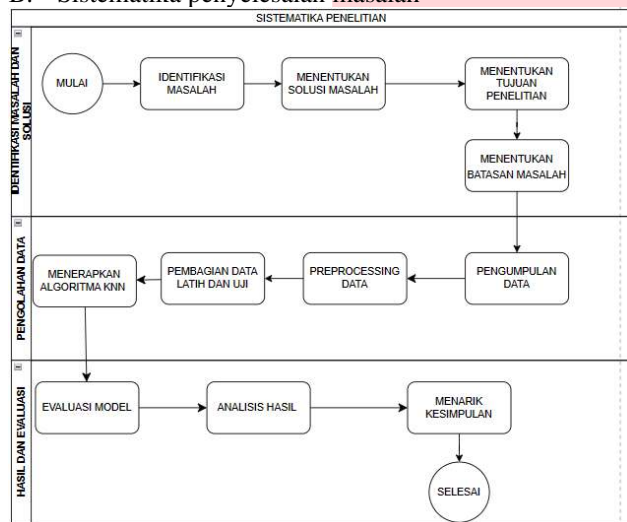 B. Sistematika penyelesaian masalah
SISTEMATIKA PENELITIAN
IDENTIFIKASI MASALAH DAN
SOLUSI
MULAI
IDENTIFIKASI
MASALAH
MENENTUKAN
SOLUSI MASALAH
MENENTUKAN
TUJUAN
PENELITIAN
MENENTUKAN
BATASAN MASALAH
PENGOLAHAN DATA
PENGUMPULAN
DATA
PREPROCESSING
DATA
PEMBAGIAN DATA
LATIH DAN UJI
MENERAPKAN
ALGORITMA KNN
HASIL DAN EVALUASI
EVALUASI MODEL
ANALISIS HASIL
MENARIK
KESIMPULAN
SELESAI